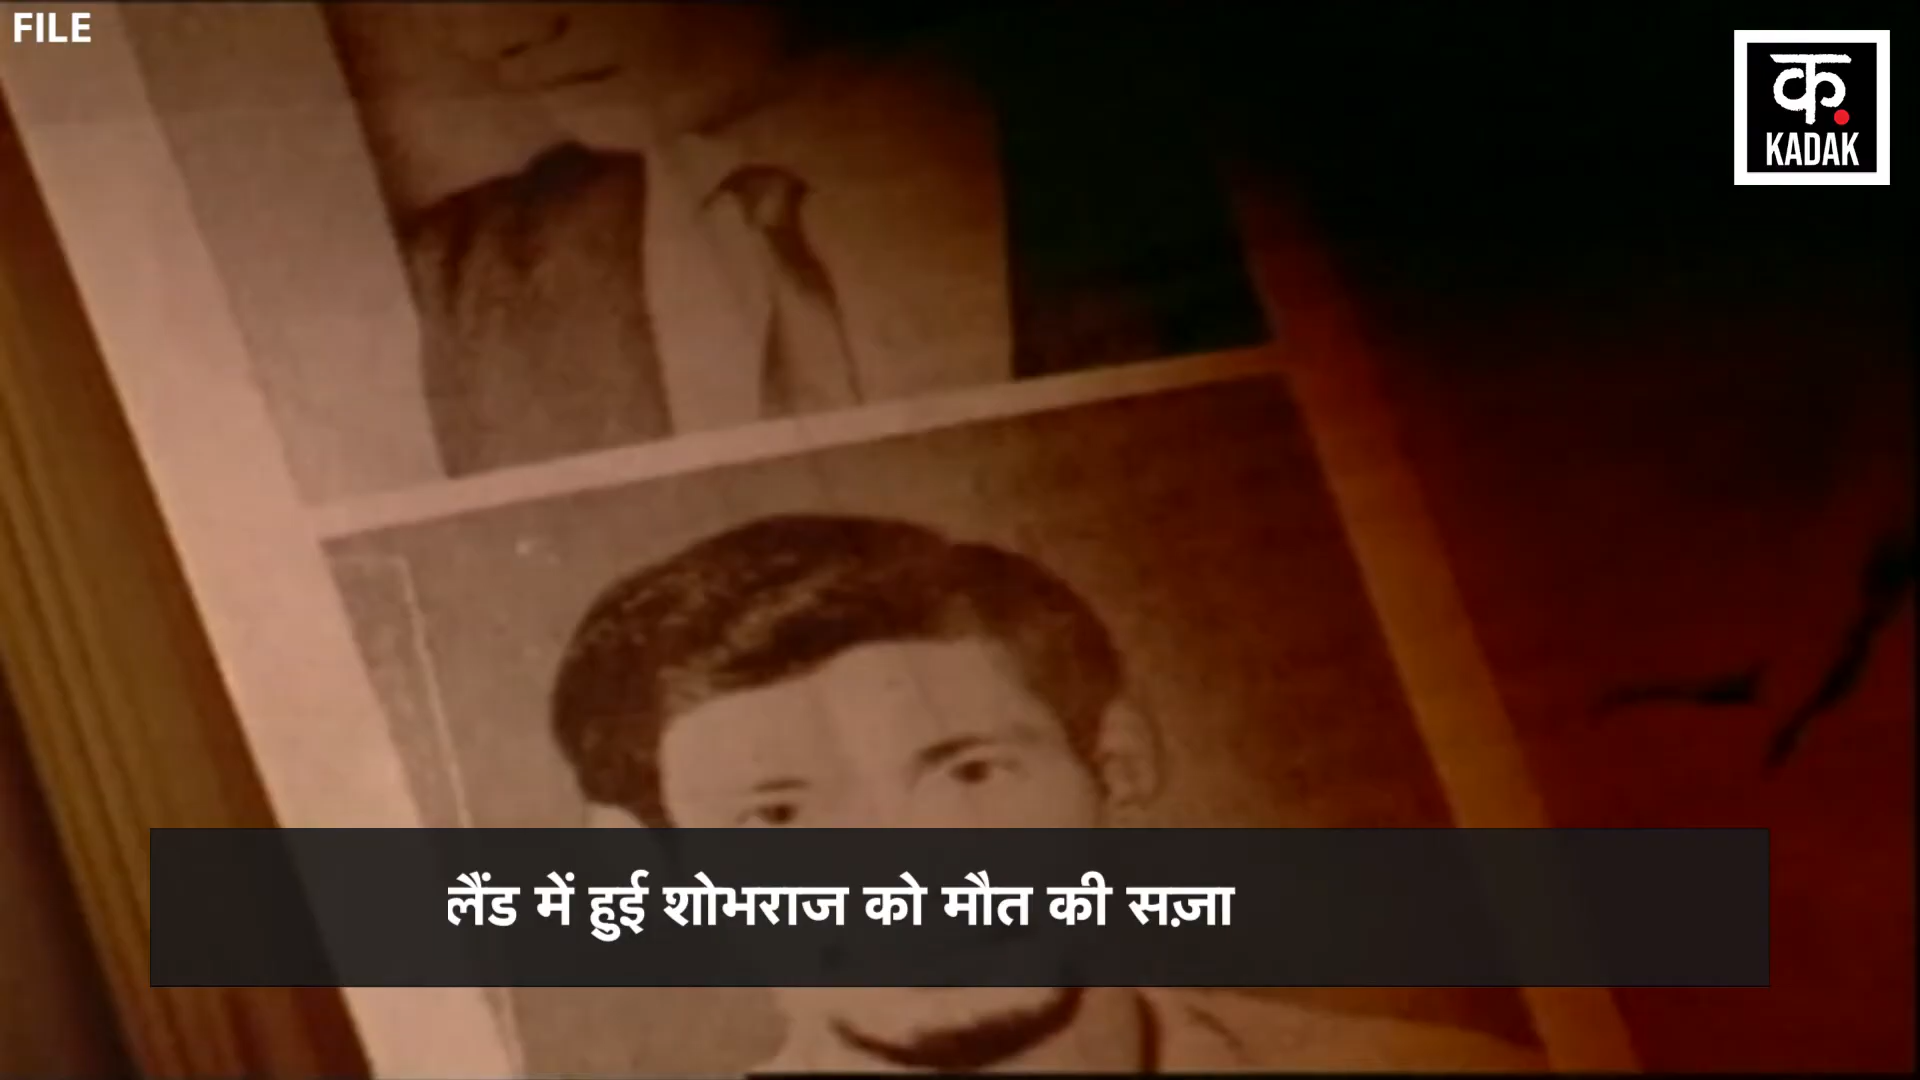 FILE
क
KADAK
लैंड में हुई शोभराज को मौत की सज़ा